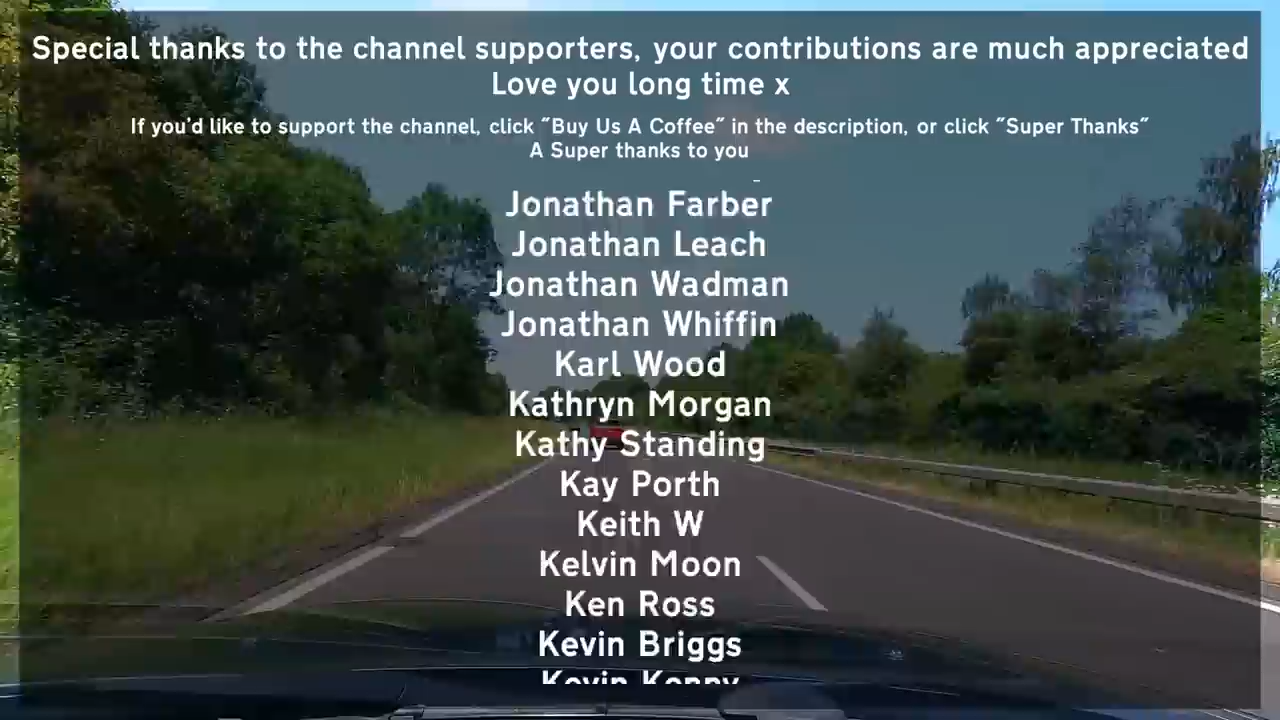 Special thanks to the channel supporters, your contributions are much appreciated
Love you long time x
If you'd like to support the channel, click "Buy Us A Coffee" in the description, or click "Super Thanks"
A Super thanks to you
Jonathan Farber
Jonathan Leach
Jonathan Wadman
Jonathan Whiffin
Karl Wood
Kathryn Morgan
Kathy Standing
Kay Porth
Keith W
Kelvin Moon
Ken Ross
Kevin Briggs
Kevin